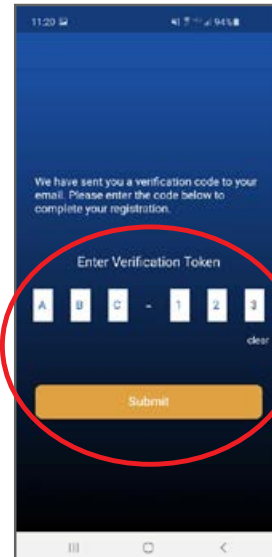 11:20 94%
We have sent you a verification code to your
email. Please enter the code below to
complete your registration.
Enter Verification Token
A B C - 1 2 3
clear
Submit